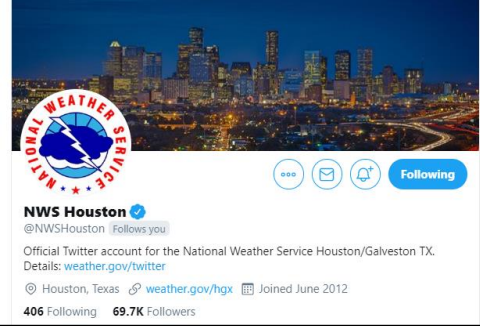 NATIONAL WEATHER SERVICE
Following
NWS Houston
@NWSHouston Follows you
Official Twitter account for the National Weather Service Houston/Galveston TX.
Details: weather.gov/twitter
Houston, Texas weather.gov/hgx Joined June 2012
406 Following 69.7K Followers